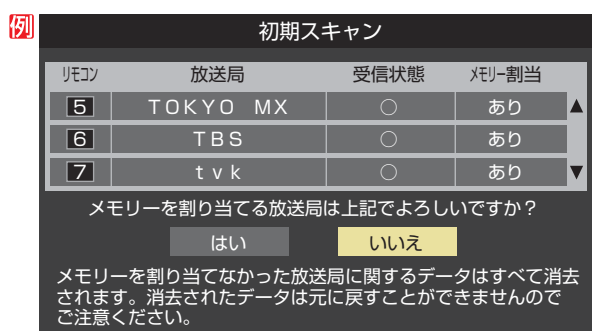 例
初期スキャン
リモコン 放送局 受信状態 メモリー割当
5 TOKYO MX ○ あり ▲
6 TBS ○ あり
7 tvk ○ あり ▼
メモリーを割り当てる放送局は上記でよろしいですか？
はい いいえ
メモリーを割り当てなかった放送局に関するデータはすべて消去
されます。消去されたデータは元に戻すことができませんので
ご注意ください。